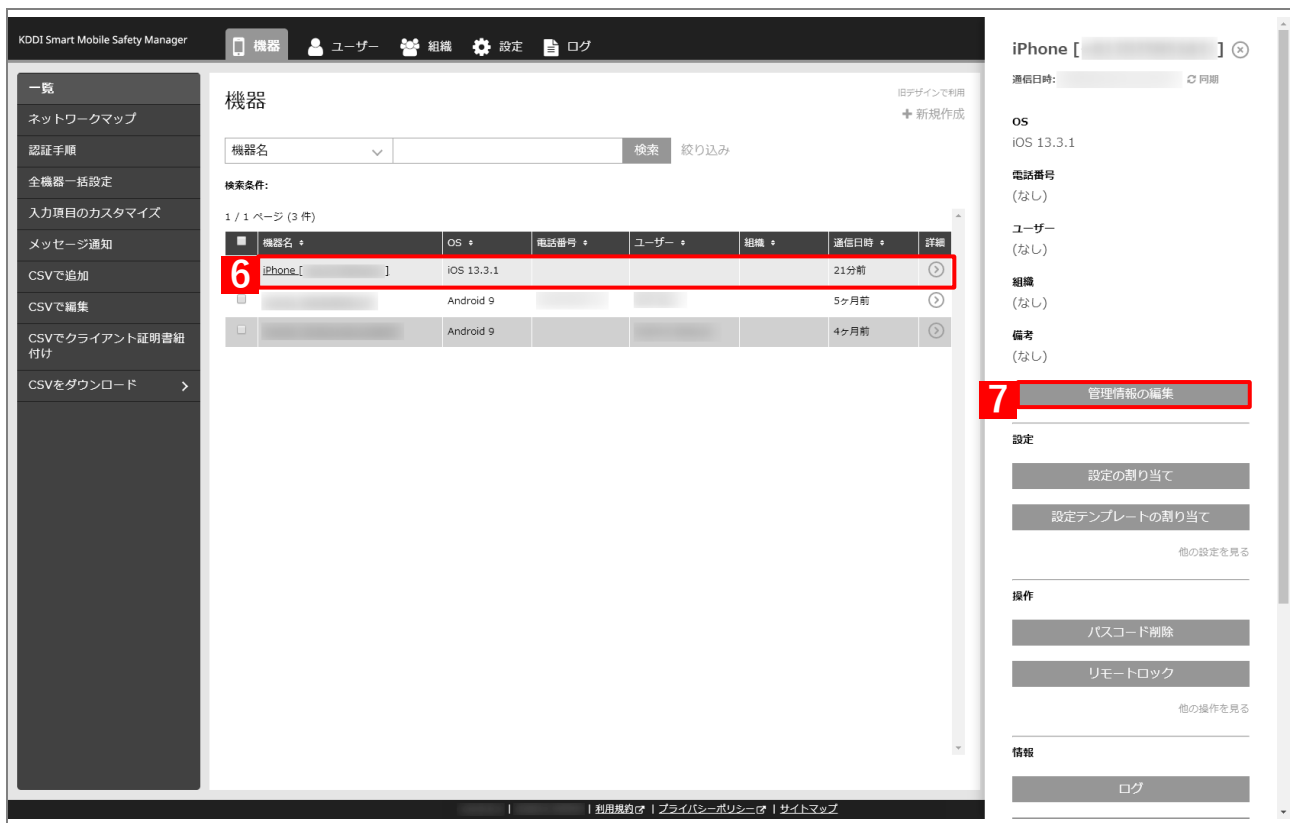 KDDI Smart Mobile Safety Manager
機器 ユーザー 組織 設定 ログ
一覧
ネットワークマップ
認証手順
全機器一括設定
入力項目のカスタマイズ
メッセージ通知
CSVで追加
CSVで編集
CSVでクライアント証明書紐
付け
CSVをダウンロード
機器
旧デザインで利用
新規作成
機器名 検索 絞り込み
検索条件:
1 / 1 ページ (3 件)
機器名 OS 電話番号 ユーザー 組織 通信日時 詳細
6 iPhone [ ] iOS 13.3.1 21分前
Android 9 5ヶ月前
Android 9 4ヶ月前
iPhone [ ]
通信日時: 同期
OS
iOS 13.3.1
電話番号
(なし)
ユーザー
(なし)
組織
(なし)
備考
(なし)
7 管理情報の編集
設定
設定の割り当て
設定テンプレートの割り当て
他の設定を見る
操作
パスコード削除
リモートロック
他の操作を見る
情報
ログ
| | 利用規約 | プライバシーポリシー | サイトマップ